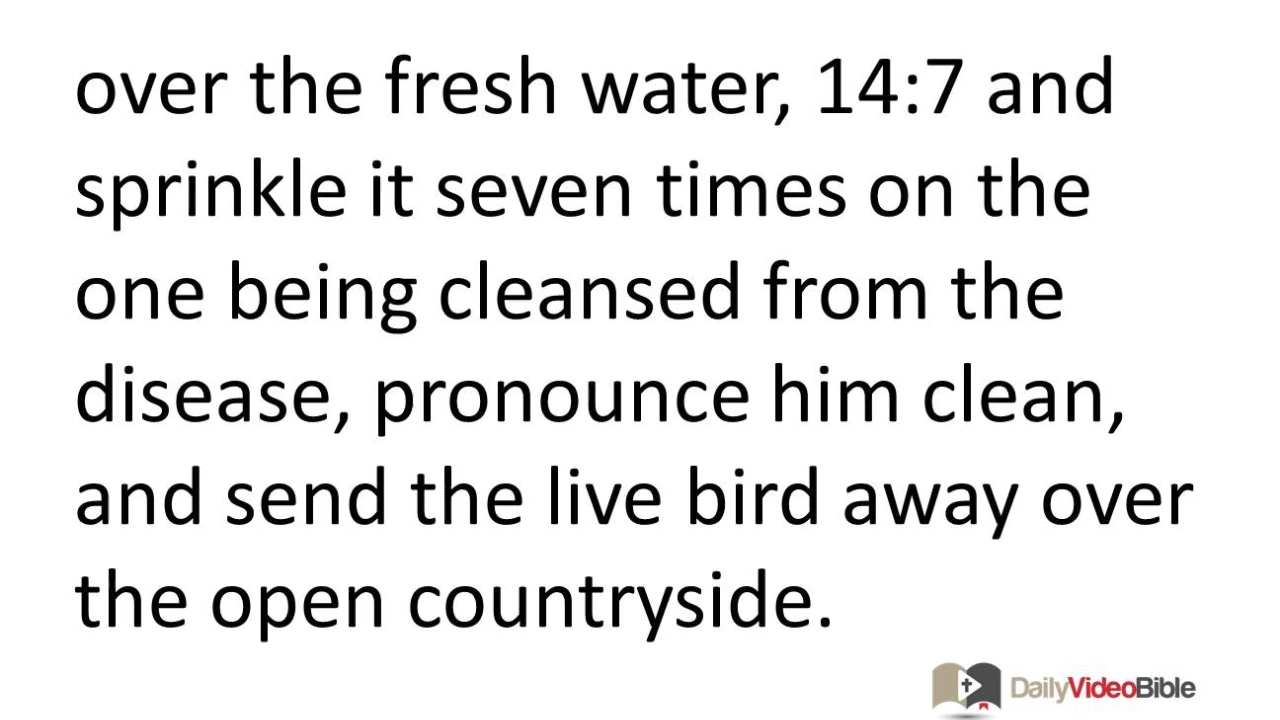 over the fresh water, 14:7 and
sprinkle it seven times on the
one being cleansed from the
disease, pronounce him clean,
and send the live bird away over
the open countryside.
DailyVideoBible